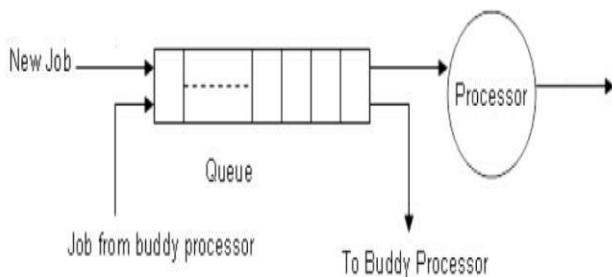 New Job
Processor
Queue
Job from buddy processor
To Buddy Processor